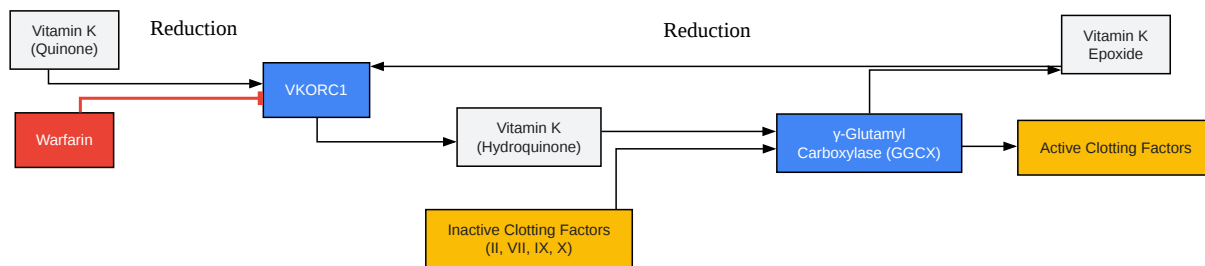 Vitamin K
(Quinone)
Reduction
Reduction
Vitamin K
Epoxide
VKORC1
Warfarin
Vitamin K
(Hydroquinone)
γ-Glutamyl
Carboxylase (GGCX)
Active Clotting Factors
Inactive Clotting Factors
(II, VII, IX, X)